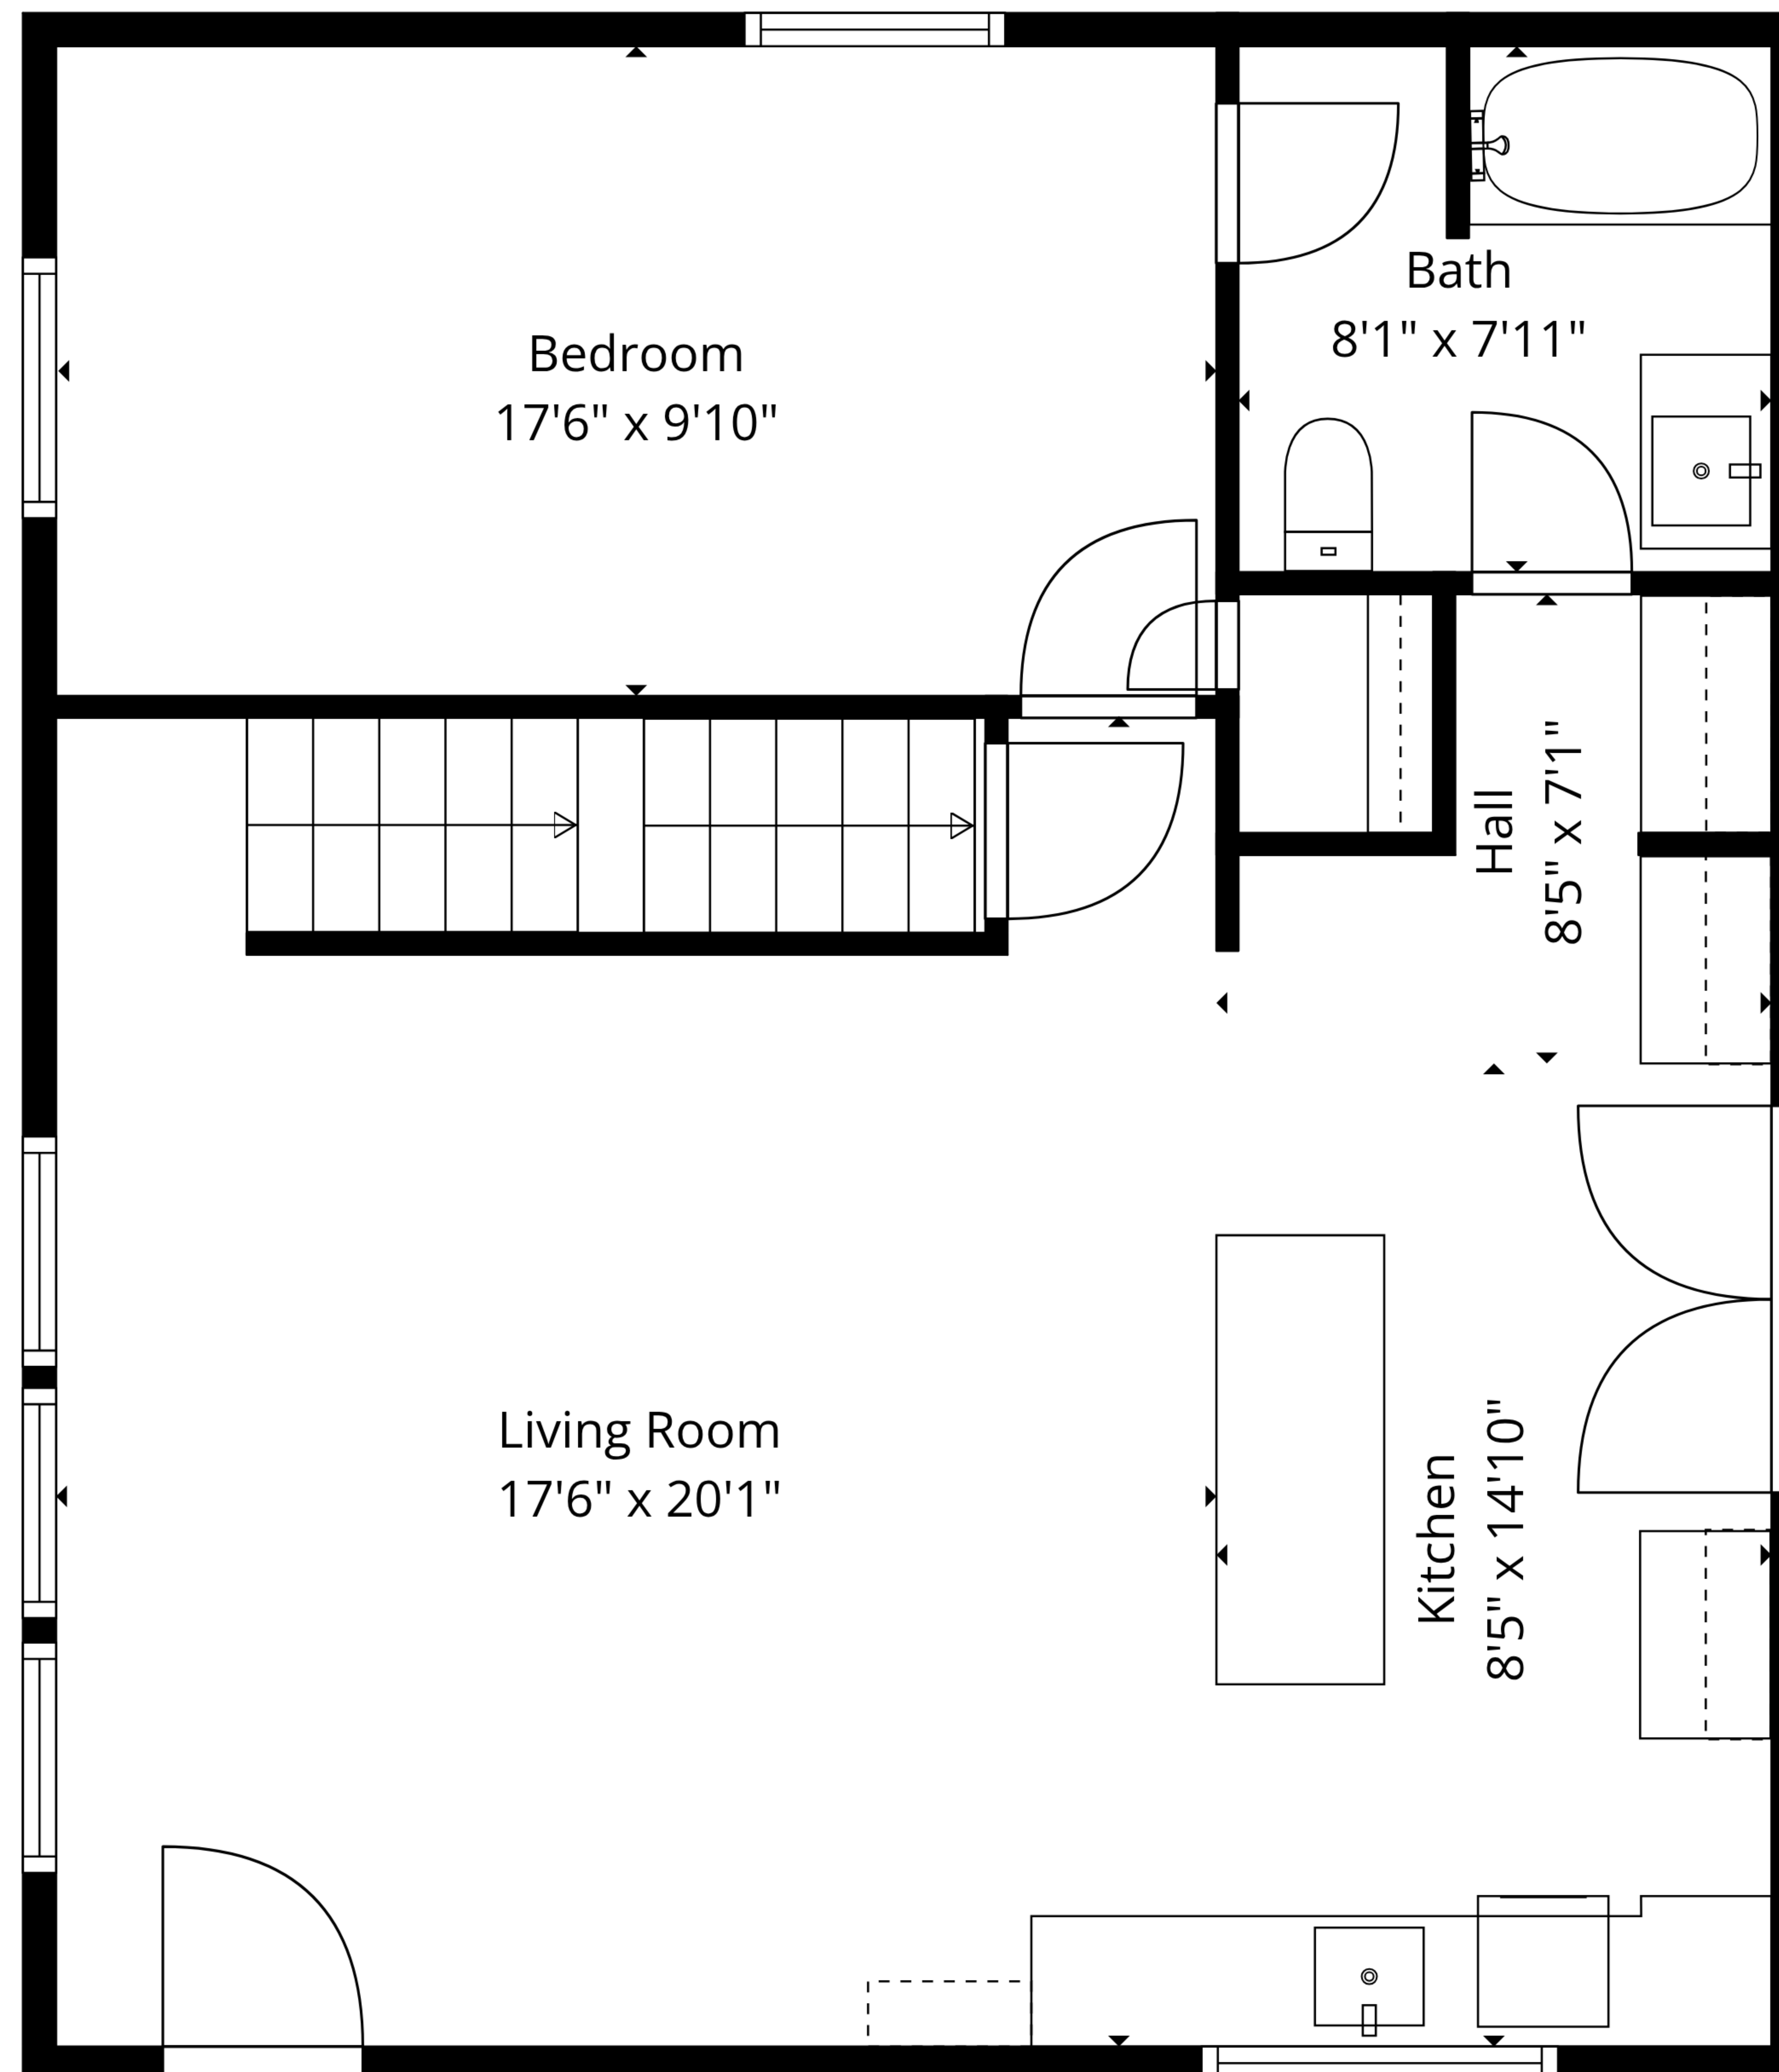 Bath
8'1" x 7'11"
Bedroom
17'6" x 9'10"
Hall
8'5" x 7'1"
Living Room
17'6" x 20'1"
Kitchen
8'5" x 14'10"